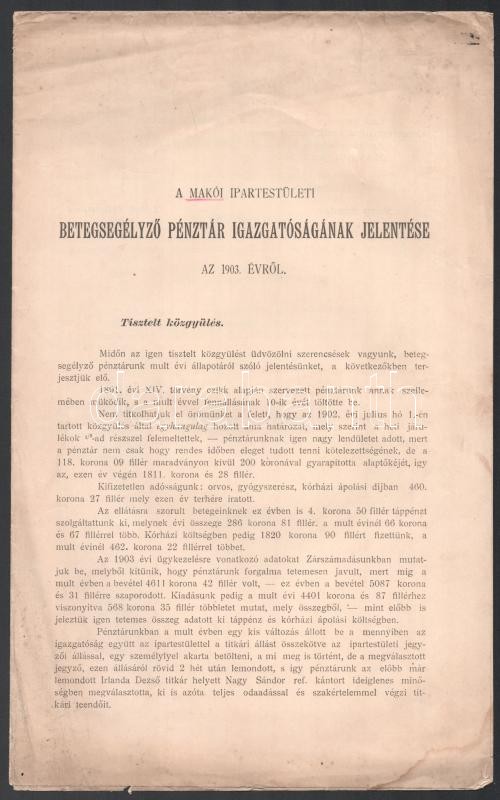 A MAKÓI IPARTESTÜLETI
BETEGSEGÉLYZŐ PÉNZTÁR IGAZGATÓSÁGÁNAK JELENTÉSE
AZ 1903. ÉVRŐL.
Tisztelt közgyülés.
Midőn az igen tisztelt közgyülést üdvözölni szerencsések vagyunk, beteg-
segélyző pénztárunk mult évi állapotáról szóló jelentésünket, a következőkben ter-
jesztjük elő.
1891. évi XIV. törvény czikk alapján szervezett pénztárunk annak szelle-
mében működik, s a mult évvel fennállásának 10-ik évét töltötte be.
Nem titkolhatjuk el örömünket a felett, hogy az 1902. évi julius hó 1-én
tartott közgyülés által egyhangulag hozott azon határozat, mely szerint a heti járu-
lékok -ad részszel felemeltettek, — pénztárunknak igen nagy lendületet adott, mert
a pénztár nem csak hogy rendes időben eleget tudott tenni kötelezettségének, de a
118. korona 09 fillér maradványon kivül 200 koronával gyarapitotta alaptőkéjét, igy
az, ezen év végén 1811. korona és 28 fillér.
Kifizetetlen adósságunk: orvos, gyógyszerész, kórházi ápolási dijban 460.
korona 27 fillér mely ezen év terhére iratott.
Az ellátásra szorult betegeinknek ez évben is 4. korona 50 fillér táppénzt
szolgáltattunk ki, melynek évi összege 286 korona 81 fillér. a mult évinél 66 korona
és 67 fillérrel több. Kórházi költségben pedig 1820 korona 90 fillért fizettünk, a
mult évinél 462. korona 22 fillérrel többet.
Az 1903 évi ügykezelésre vonatkozó adatokat Zárszámadásunkban mutat-
juk be, melyből kitünik, hogy pénztárunk forgalma tetemesen javult, mert mig a
mult évben a bevétel 4611 korona 42 fillér volt, — ez évben a bevétel 5087 korona
és 31 fillérre szaporodott. Kiadásunk pedig a mult évi 4401 korona és 87 fillérhez
viszonyitva 568 korona 35 fillér többletet mutat, mely összegből, — mint előbb is
jeleztük igen tetemes összeg adatott ki táppénz és kórházi ápolási költségben.
Pénztárunkban a mult évben egy kis változás állott be a mennyiben az
igazgatóság együtt az ipartestülettel a titkári állást összekötve az ipartestületi jegy-
zői állással, egy személylyel akarta betölteni, a mi meg is történt, de a megválasztott
jegyző, ezen állásáról rövid 2 hét után lemondott, s igy pénztárunk az előbb már
lemondott Irlanda Dezső titkár helyett Nagy Sándor ref. kántort ideiglenes minő-
ségben megválasztotta, ki is azóta teljes odaadással és szakértelemmel végzi tit-
kári teendőit.